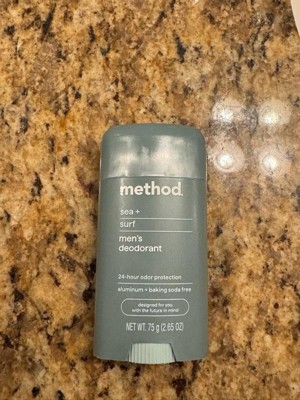 method.
sea +
surf
men's
deodorant
24-hour odor protection
aluminum + baking soda free
designed for you
with the future in mind
NET WT. 75 g (2.65 OZ)